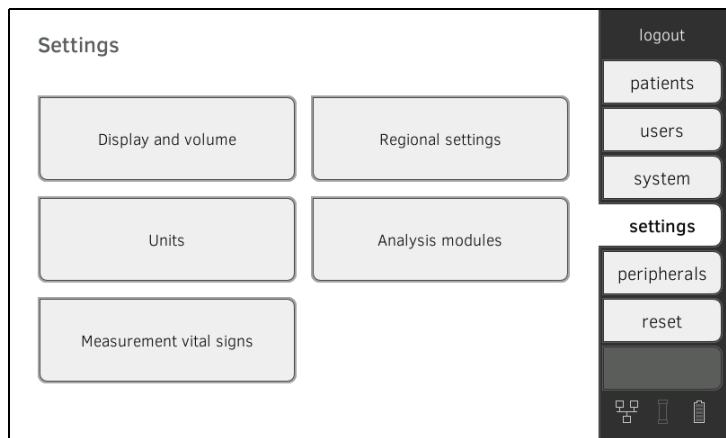 Settings
Display and volume
Regional settings
Units
Analysis modules
Measurement vital signs
logout
patients
users
system
settings
peripherals
reset